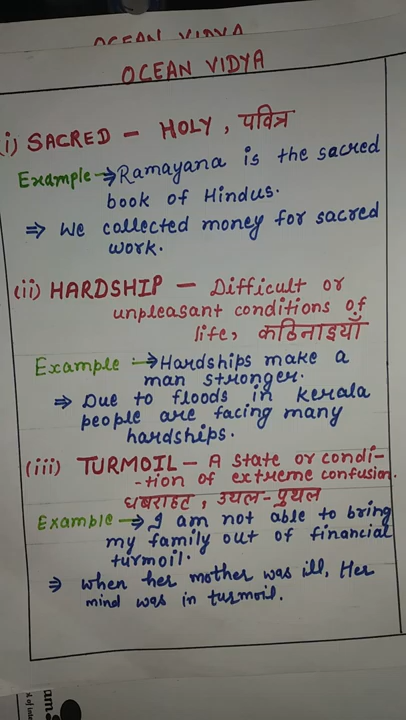 OCEAN VIDYA
OCEAN VIDYA
i) SACRED - HOLY, पवित्र
Example → Ramayana is the sacred
book of Hindus.
⇒ We collected money for sacred
work.
(ii) HARDSHIP - Difficult or
unpleasant conditions of
life, कठिनाइयाँ
Example :→ Hardships make a
man stronger.
⇒ Due to floods in kerala
people are facing many
hardships.
(iii) TURMOIL - A state or condi-
-tion of extreme confusion.
घबराहट, उथल-पुथल
Example → I am not able to bring
my family out of financial
turmoil.
⇒ when her mother was ill, Her
mind was in turmoil.